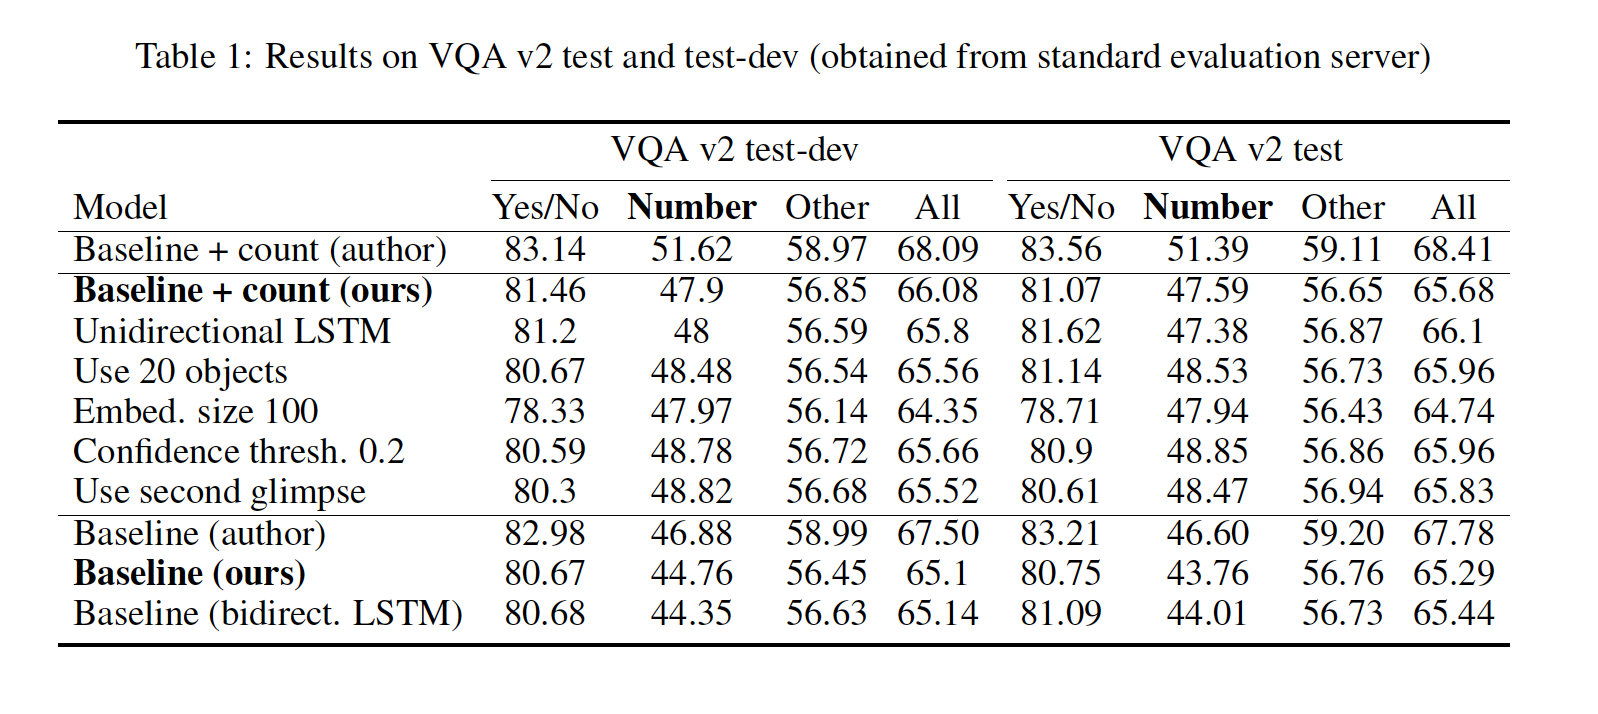 Table 1: Results on VQA v2 test and test-dev (obtained from standard evaluation server)
VQA v2 test-dev VQA v2 test
Model Yes/No Number Other All Yes/No Number Other All
Baseline + count (author) 83.14 51.62 58.97 68.09 83.56 51.39 59.11 68.41
Baseline + count (ours) 81.46 47.9 56.85 66.08 81.07 47.59 56.65 65.68
Unidirectional LSTM 81.2 48 56.59 65.8 81.62 47.38 56.87 66.1
Use 20 objects 80.67 48.48 56.54 65.56 81.14 48.53 56.73 65.96
Embed. size 100 78.33 47.97 56.14 64.35 78.71 47.94 56.43 64.74
Confidence thresh. 0.2 80.59 48.78 56.72 65.66 80.9 48.85 56.86 65.96
Use second glimpse 80.3 48.82 56.68 65.52 80.61 48.47 56.94 65.83
Baseline (author) 82.98 46.88 58.99 67.50 83.21 46.60 59.20 67.78
Baseline (ours) 80.67 44.76 56.45 65.1 80.75 43.76 56.76 65.29
Baseline (bidirect. LSTM) 80.68 44.35 56.63 65.14 81.09 44.01 56.73 65.44